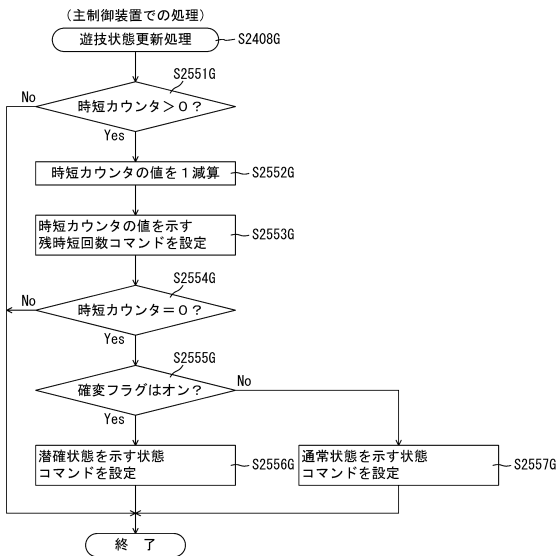 (主制御装置での処理)
遊技状態更新処理
S2408G
S2551G
No
時短カウンタ>0?
Yes
時短カウンタの値を1減算
S2552G
時短カウンタの値を示す
残時短回数コマンドを設定
S2553G
S2554G
No
時短カウンタ=0?
Yes
S2555G
確変フラグはオン?
No
Yes
潜確状態を示す状態
コマンドを設定
S2556G
通常状態を示す状態
コマンドを設定
S2557G
終 了